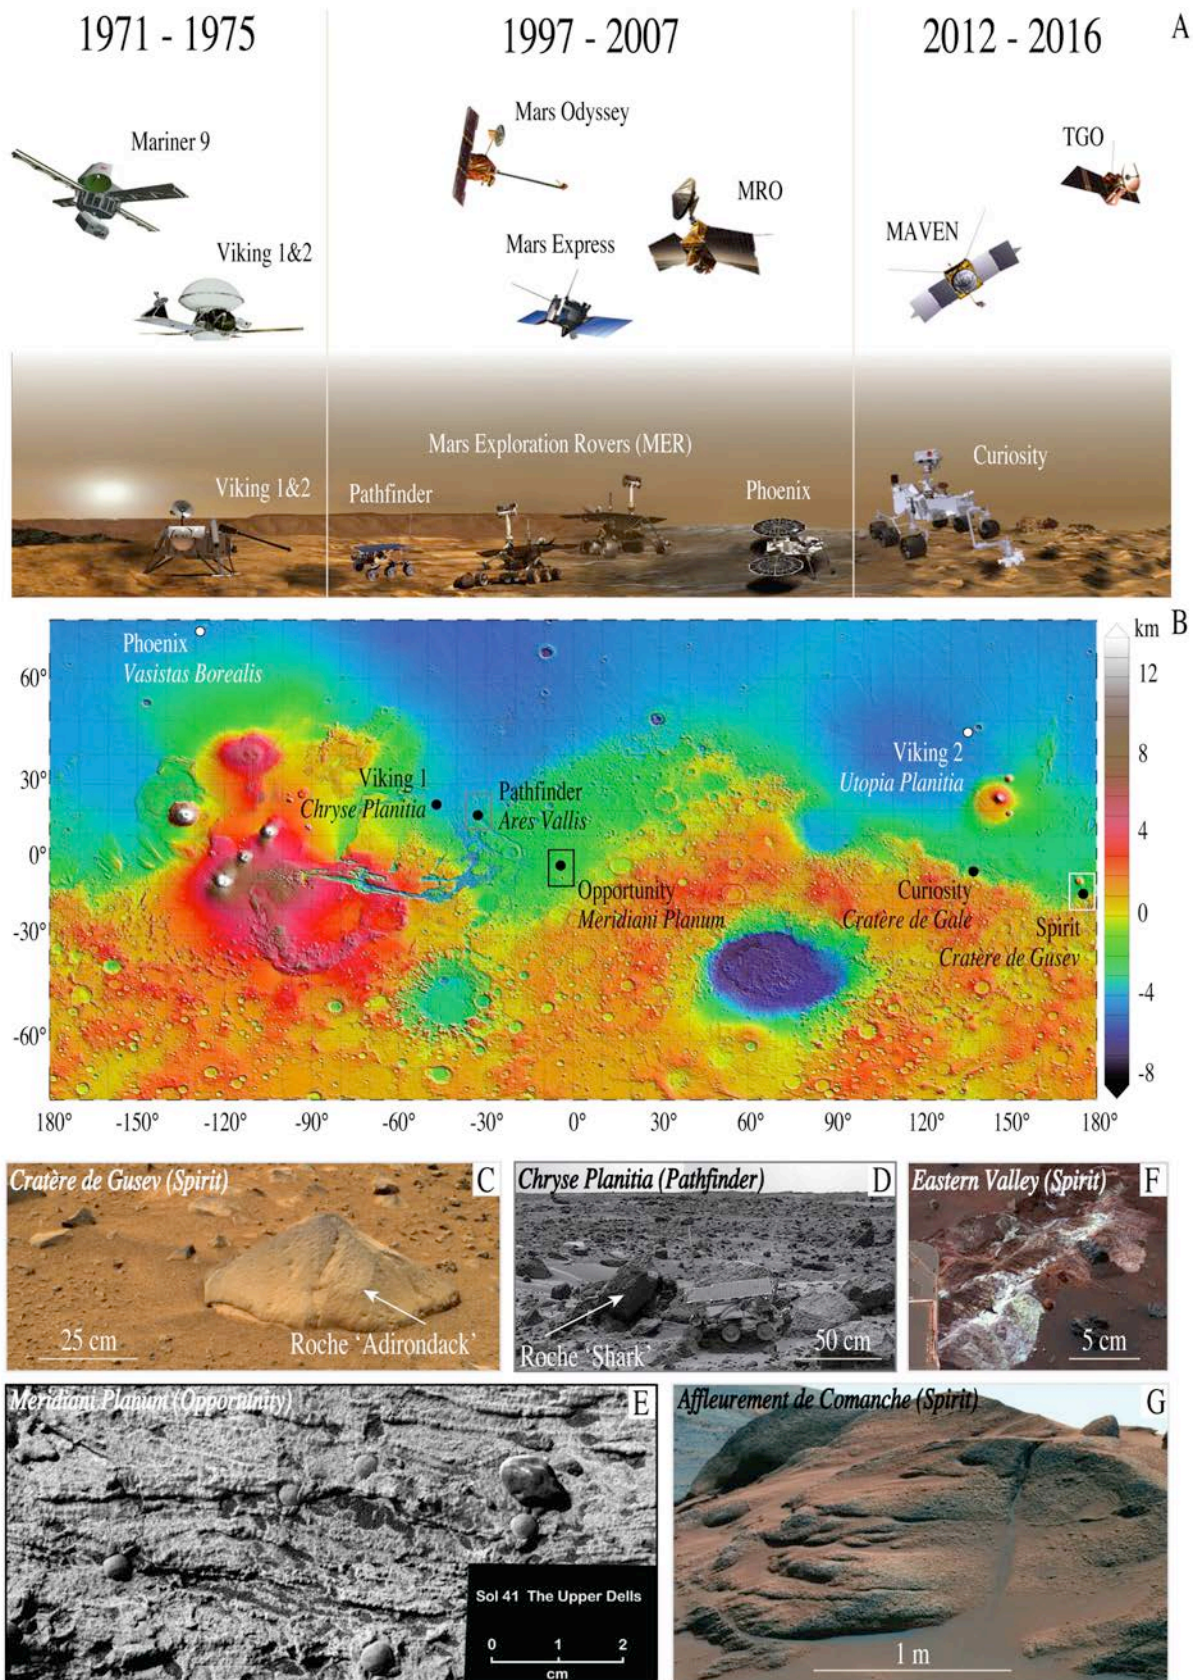 1971 - 1975
1997 - 2007
2012 - 2016
A
Mariner 9
Viking 1&2
Mars Odyssey
MRO
Mars Express
TGO
MAVEN
Viking 1&2
Pathfinder
Mars Exploration Rovers (MER)
Phoenix
Curiosity
B
km
12
8
4
0
-4
-8
60°
30°
0°
-30°
-60°
Phoenix
Vasistas Borealis
Viking 1
Chryse Planitia
Pathfinder
Ares Vallis
Viking 2
Utopia Planitia
Opportunity
Meridiani Planum
Curiosity
Cratère de Gale
Spirit
Cratère de Gusev
180°
-150°
-120°
-90°
-60°
-30°
0°
30°
60°
90°
120°
150°
180°
Cratère de Gusev (Spirit)
C
25 cm
Roche 'Adirondack'
Chryse Planitia (Pathfinder)
D
Roche 'Shark'
50 cm
Eastern Valley (Spirit)
F
5 cm
Meridiani Planum (Opportunity)
E
Sol 41 The Upper Dells
0 1 2
cm
Affleurement de Comanche (Spirit)
G
1 m